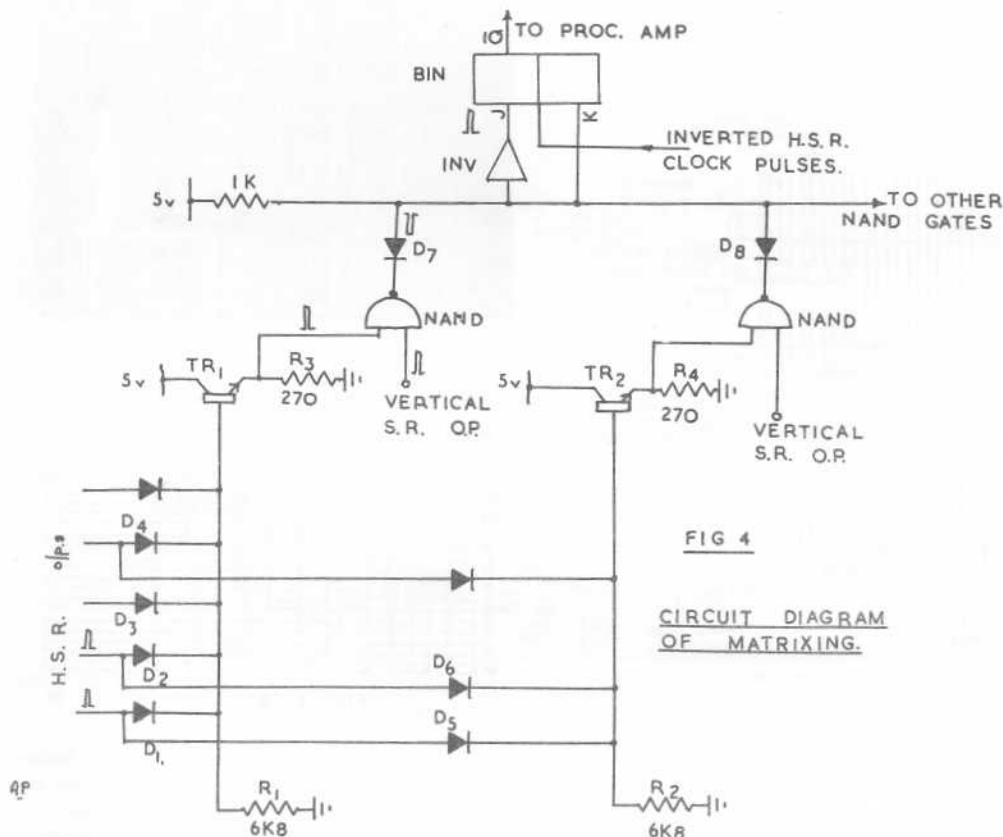 TO PROC. AMP
Q̅
BIN
J
K
INVERTED H.S.R.
CLOCK PULSES.
INV
1K
5v
TO OTHER
NAND GATES
D7
D8
NAND
NAND
TR1
R3
5v
270
VERTICAL
S.R. O.P.
TR2
R4
5v
270
VERTICAL
S.R. O.P.
H.S.R. O/P.s
D4
D3
D2
D1.
D6
D5
FIG 4
CIRCUIT DIAGRAM
OF MATRIXING.
R1
6K8
R2
6K8
A.P